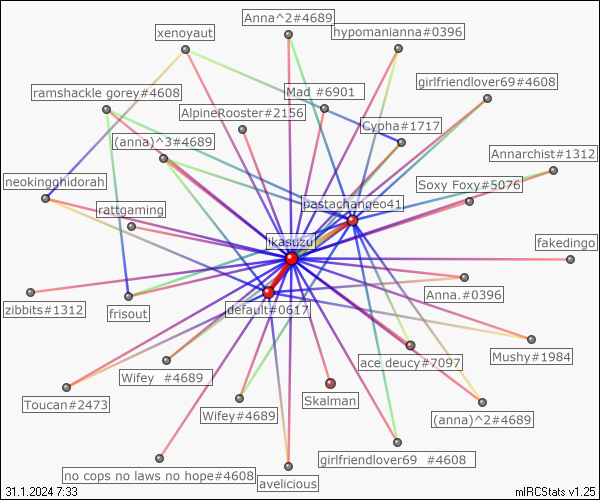 Anna^2#4689
hypomanianna#0396
xenoyaut
girlfriendlover69#4608
ramshackle gorey#4608
Mad #6901
AlpineRooster#2156
Cypha#1717
(anna)^3#4689
Annarchist#1312
neokingghidorah
Soxy Foxy#5076
pastachangeo41
rattgaming
jkasuzu
fakedingo
Anna.#0396
zibbits#1312
frisout
default#0617
Mushy#1984
ace deucy#7097
Wifey #4689
Skalman
Toucan#2473
Wifey#4689
(anna)^2#4689
girlfriendlover69 #4608
no cops no laws no hope#4608
avelicious
31.1.2024 7:33
mIRCStats v1.25